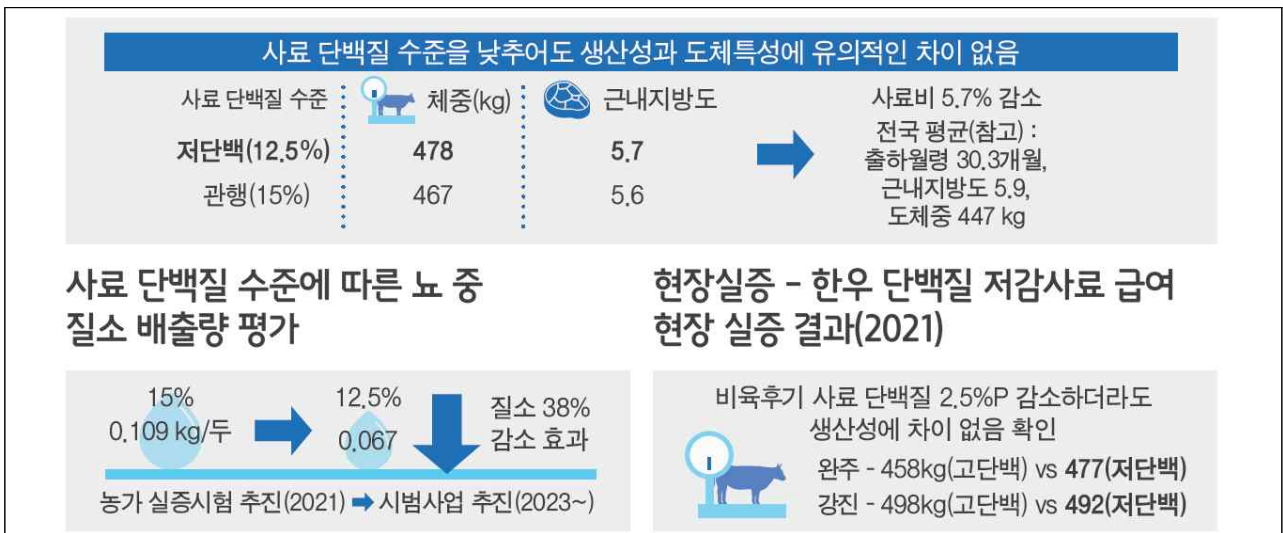 사료 단백질 수준을 낮추어도 생산성과 도체특성에 유의적인 차이 없음
사료 단백질 수준 체중(kg) 근내지방도
저단백(12.5%) 478 5.7
관행(15%) 467 5.6
사료비 5.7% 감소
전국 평균(참고) :
출하월령 30.3개월,
근내지방도 5.9,
도체중 447 kg
사료 단백질 수준에 따른 뇨 중
질소 배출량 평가
15%
0.109 kg/두
12.5%
0.067
질소 38%
감소 효과
농가 실증시험 추진(2021) ➡ 시범사업 추진(2023~)
현장실증 - 한우 단백질 저감사료 급여
현장 실증 결과(2021)
비육후기 사료 단백질 2.5%P 감소하더라도
생산성에 차이 없음 확인
완주 - 458kg(고단백) vs 477(저단백)
강진 - 498kg(고단백) vs 492(저단백)